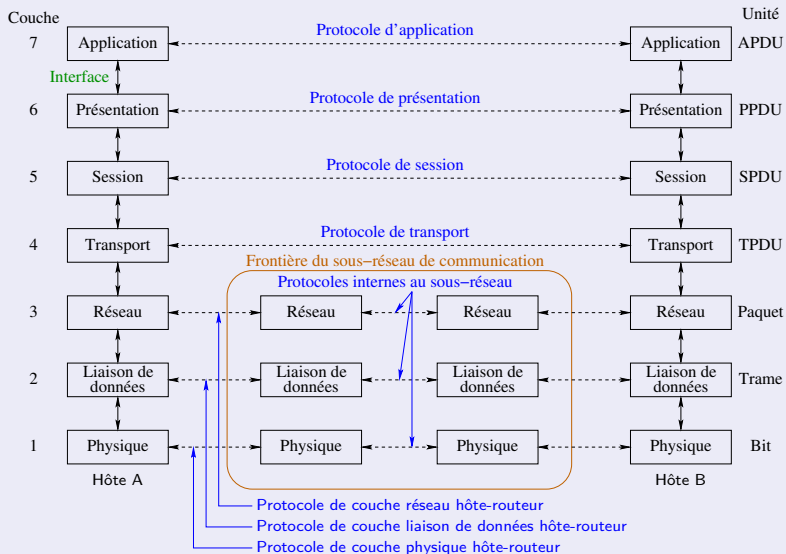 Couche
Unité
7
Application
Protocole d'application
Application
APDU
Interface
6
Présentation
Protocole de présentation
Présentation
PPDU
5
Session
Protocole de session
Session
SPDU
4
Transport
Protocole de transport
Transport
TPDU
Frontière du sous−réseau de communication
Protocoles internes au sous−réseau
3
Réseau
Réseau
Réseau
Réseau
Paquet
2
Liaison de
données
Liaison de
données
Liaison de
données
Liaison de
données
Trame
1
Physique
Physique
Physique
Physique
Bit
Hôte A
Hôte B
Protocole de couche réseau hôte-routeur
Protocole de couche liaison de données hôte-routeur
Protocole de couche physique hôte-routeur